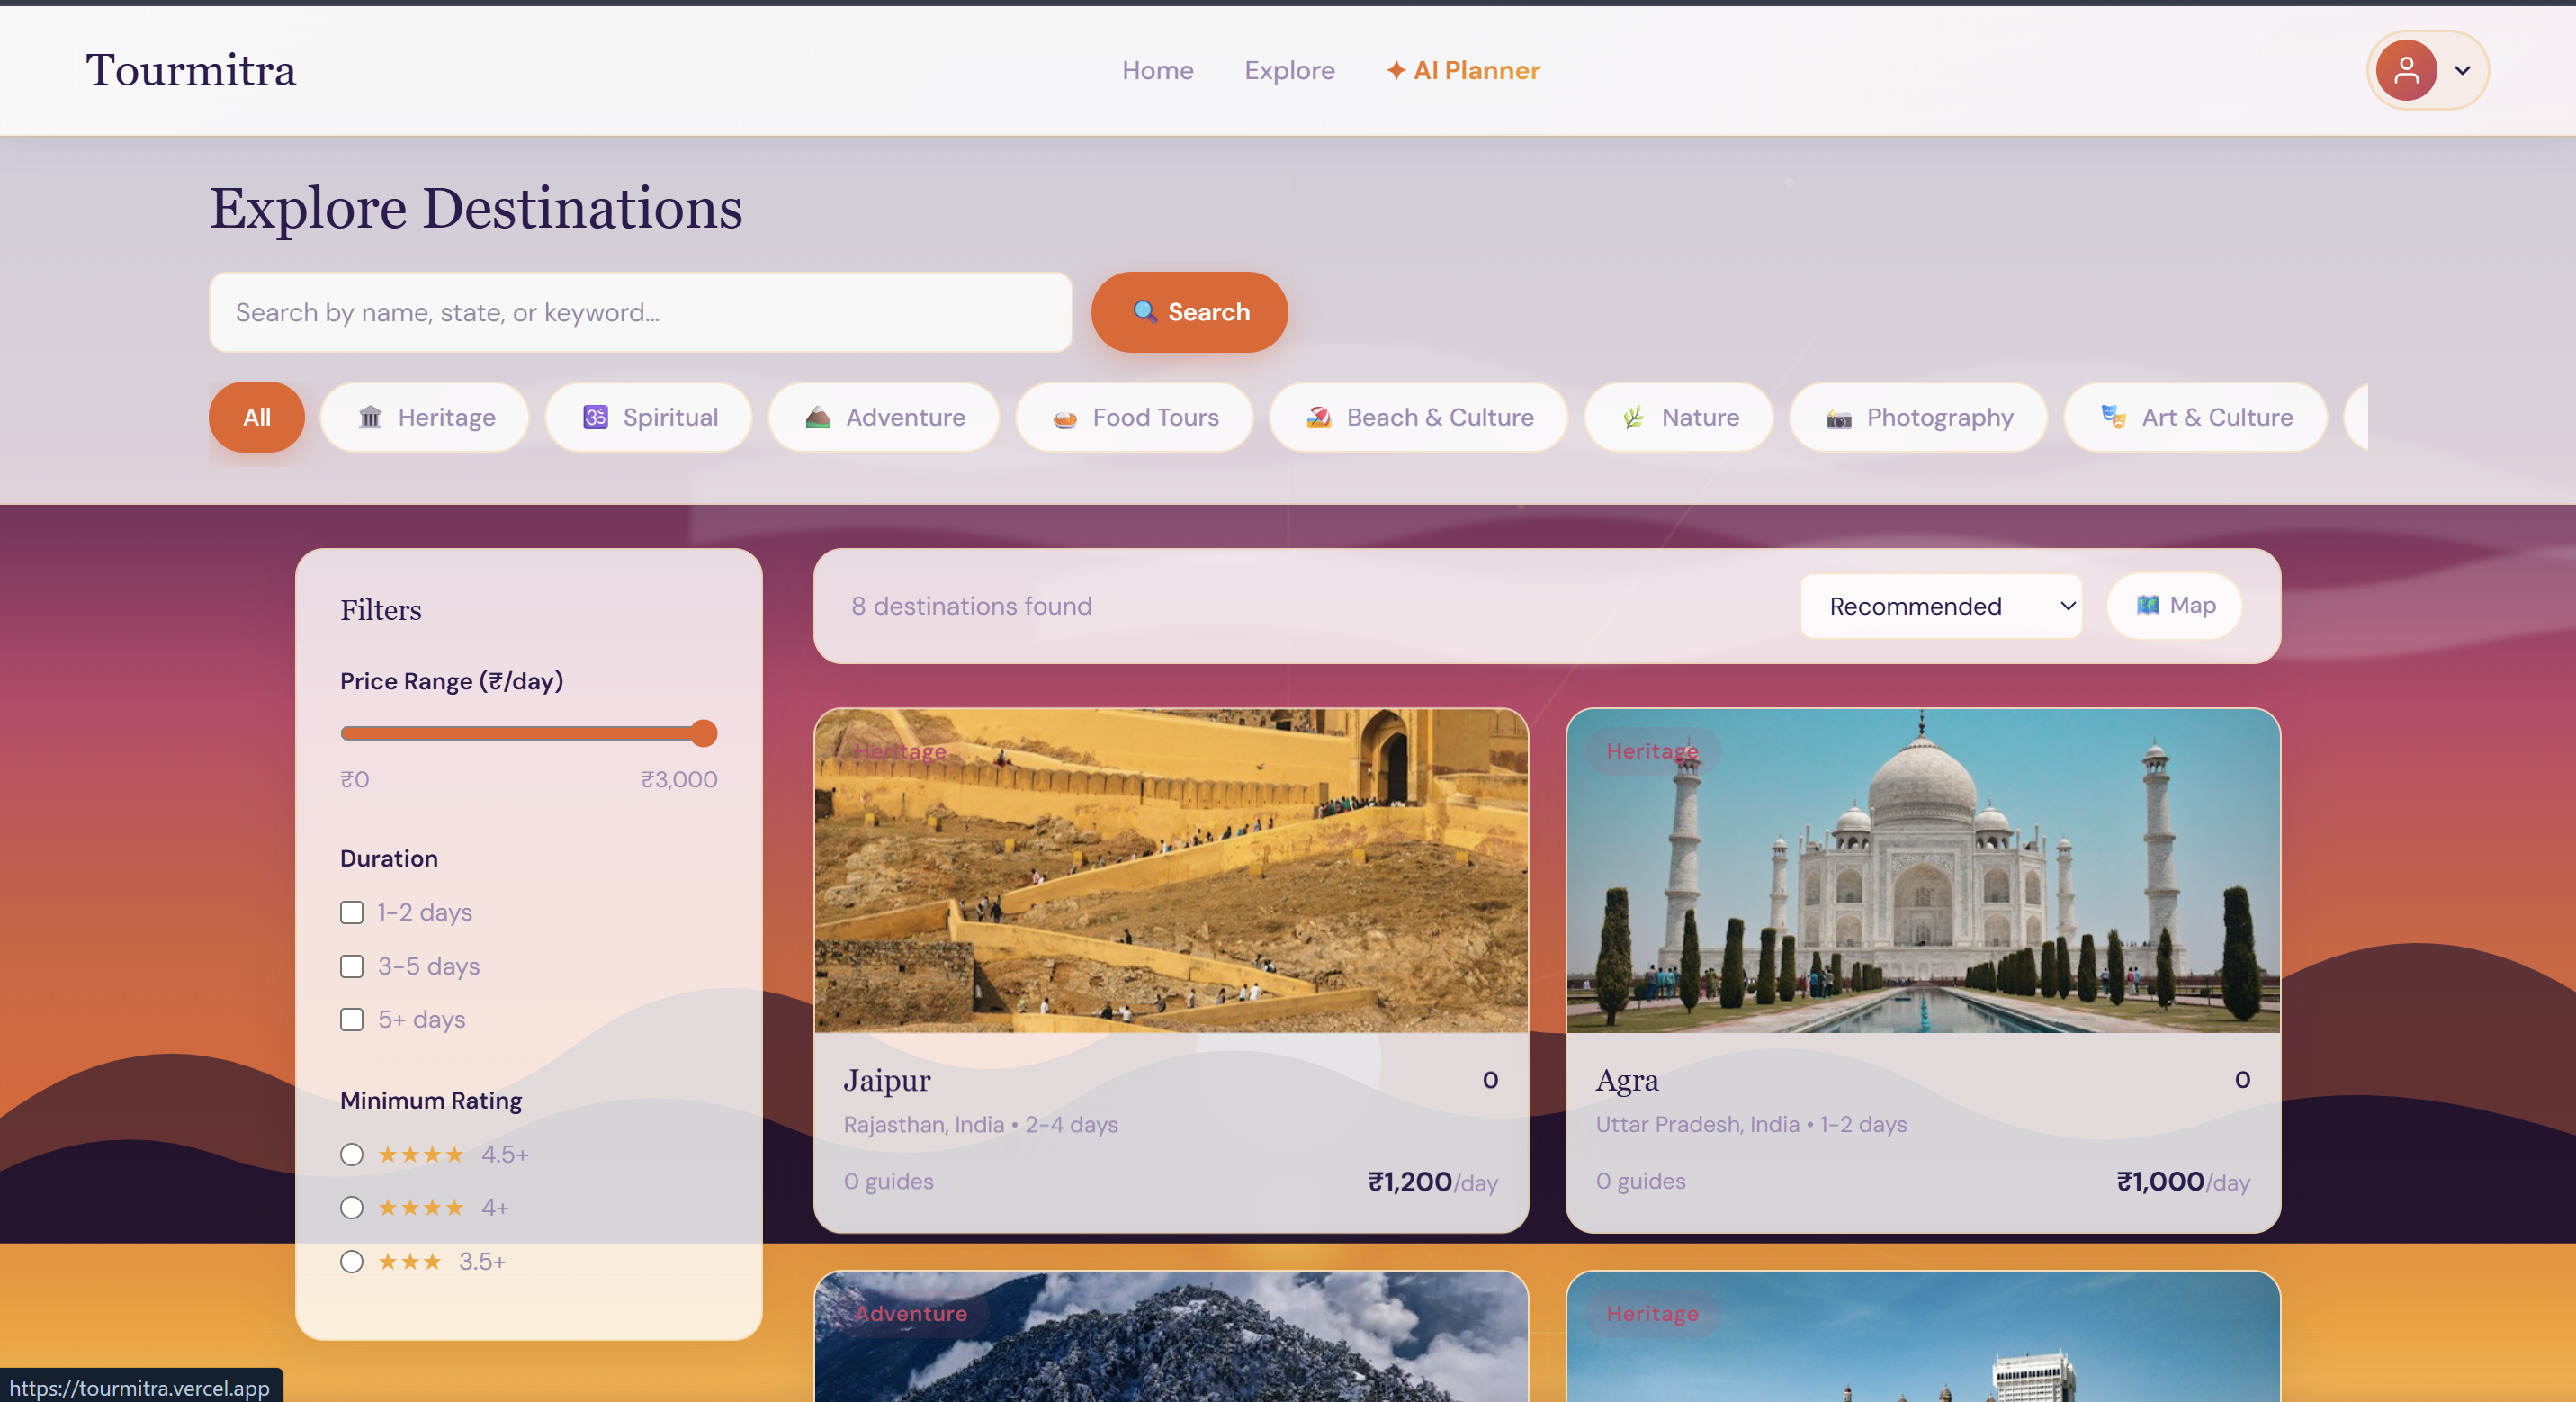 Tourmitra
Home Explore ✦ AI Planner
Explore Destinations
Search by name, state, or keyword...
🔍 Search
All
🏛️ Heritage
🕉️ Spiritual
⛰️ Adventure
🍛 Food Tours
🏖️ Beach & Culture
🌿 Nature
📷 Photography
🎭 Art & Culture
Filters
Price Range (₹/day)
₹0 ₹3,000
Duration
1-2 days
3-5 days
5+ days
Minimum Rating
★★★★ 4.5+
★★★★ 4+
★★★ 3.5+
8 destinations found
Recommended
🗺️ Map
Heritage
Jaipur 0
Rajasthan, India • 2-4 days
0 guides ₹1,200/day
Heritage
Agra 0
Uttar Pradesh, India • 1-2 days
0 guides ₹1,000/day
Adventure
Heritage
https://tourmitra.vercel.app